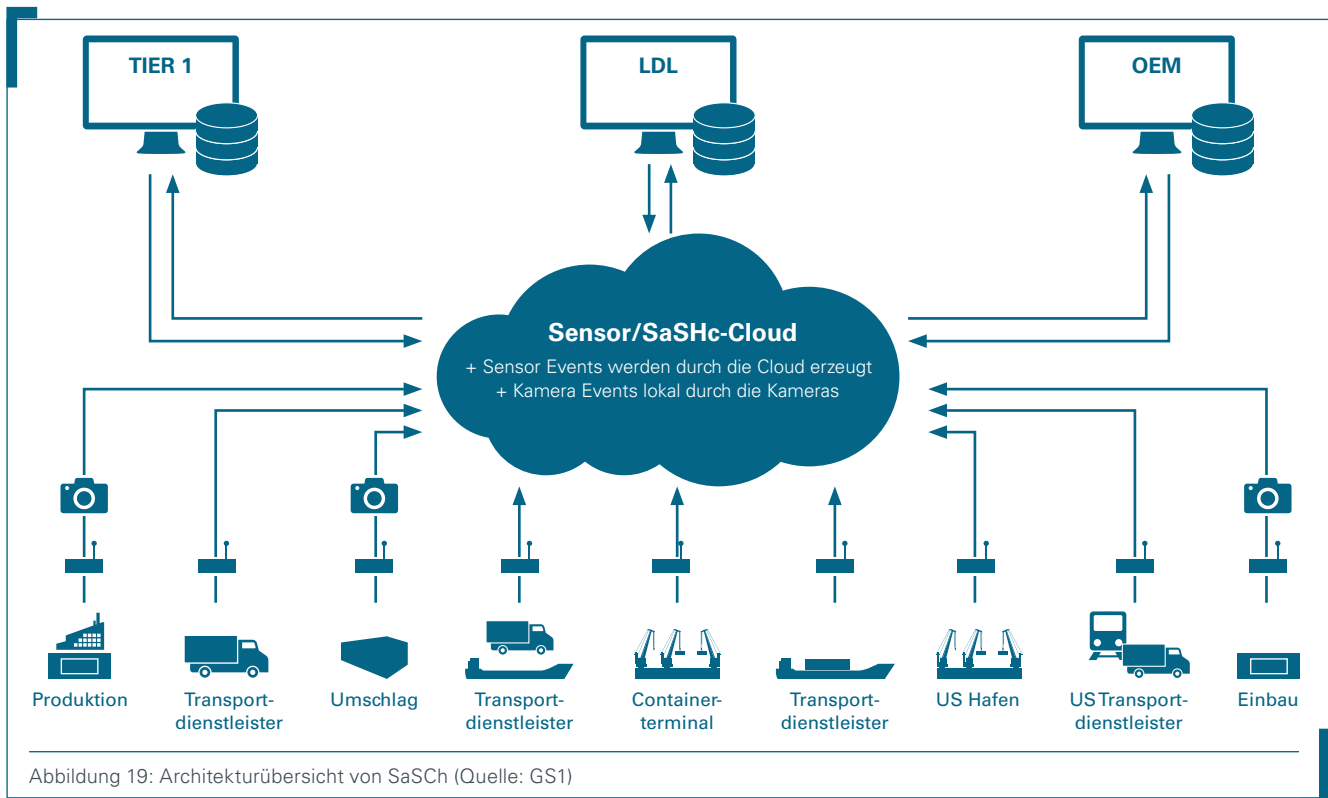 TIER 1
LDL
OEM
Sensor/SaSHc-Cloud
+ Sensor Events werden durch die Cloud erzeugt
+ Kamera Events lokal durch die Kameras
Produktion
Transport-
dienstleister
Umschlag
Transport-
dienstleister
Container-
terminal
Transport-
dienstleister
US Hafen
US Transport-
dienstleister
Einbau
Abbildung 19: Architekturübersicht von SaSCh (Quelle: GS1)